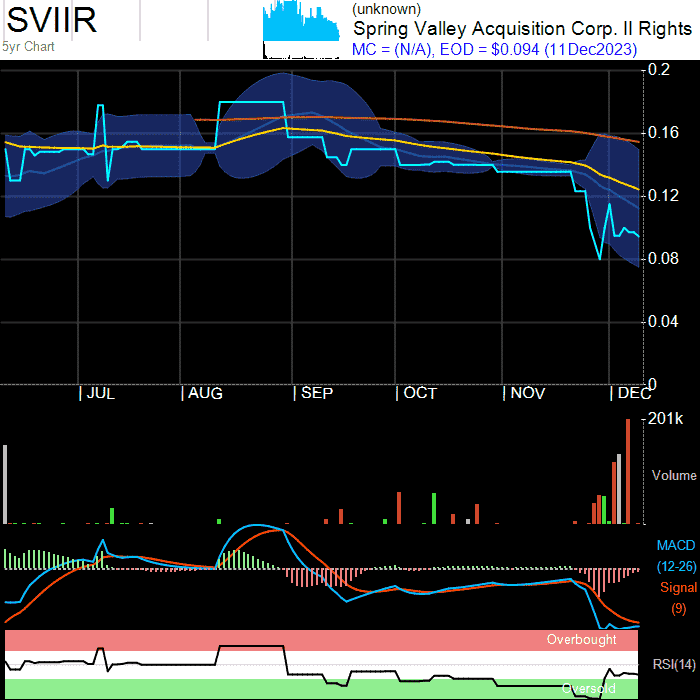 SVIIR
5yr Chart
(unknown)
Spring Valley Acquisition Corp. II Rights
MC = (N/A), EOD = $0.094 (11Dec2023)
0.2
0.16
0.12
0.08
0.04
0
JUL AUG SEP OCT NOV DEC
201k
Volume
MACD
(12-26)
Signal
(9)
Overbought
RSI(14)
Oversold